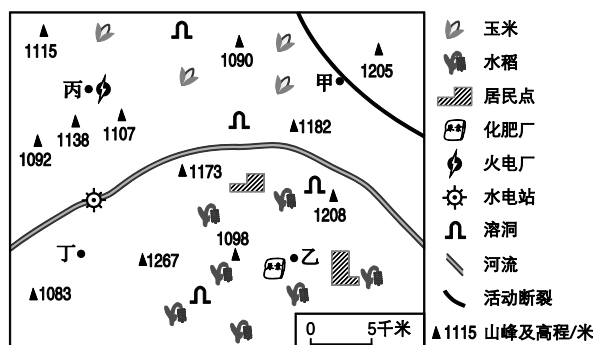 1115
1090
1205
甲
丙
1138
1107
1092
1182
1173
1208
1098
丁
1267
乙
1083
0 5千米
玉米
水稻
居民点
化肥厂
火电厂
水电站
溶洞
河流
活动断裂
1115 山峰及高程/米